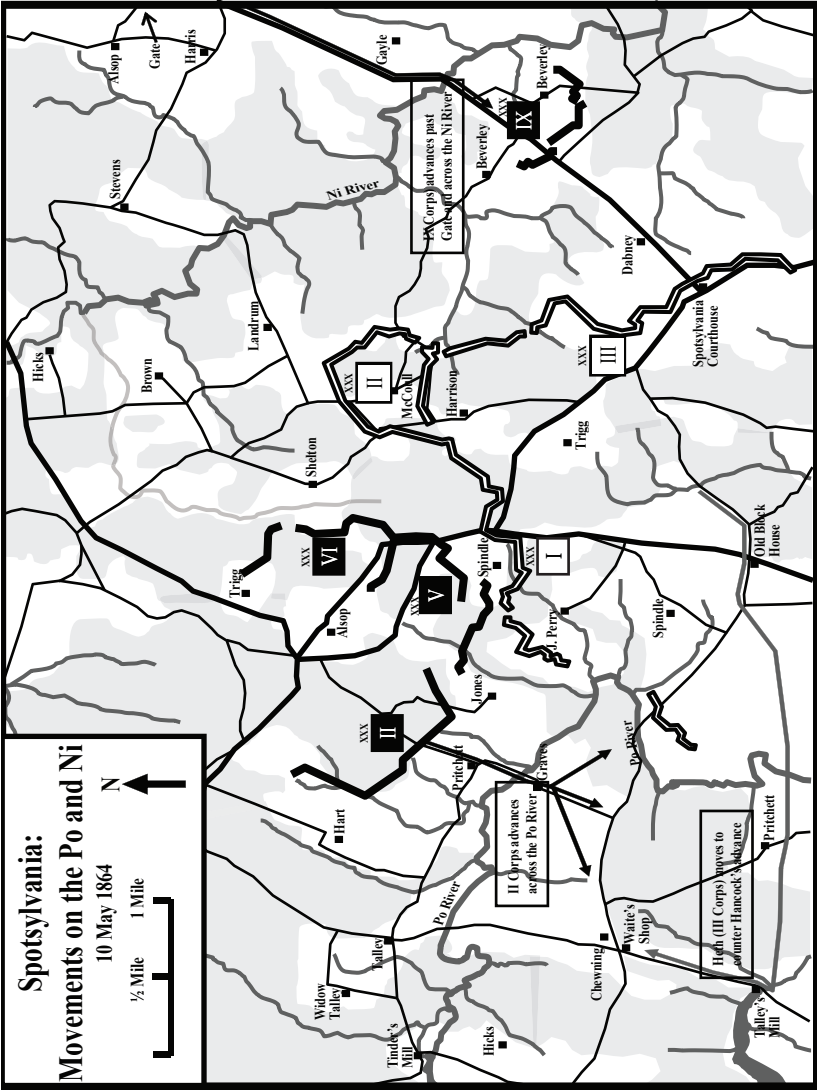 Spotsylvania:
Movements on the Po and Ni
10 May 1864
N
½ Mile
1 Mile
Hicks
Alsop
Gate
Harris
Stevens
Brown
Trigg
Landrum
Shelton
Ni River
Hart
Widow
Talley
Alsop
XXX
VI
XXX
II
Gayle
Talley
Tinder's
Mill
XXX
II
McCoull
XXX
V
IX Corps advances past
Gate and across the Ni River
Po River
Pritchett
Jones
Harrison
Beverley
Spindle
Hicks
XXX
IX
Beverley
II Corps advances
across the Po River
Graves
J. Perry
XXX
I
Trigg
XXX
III
Chewning
Waite's
Shop
Po River
Spindle
Dabney
Spotsylvania
Courthouse
Heth (III Corps) moves to
counter Hancock's advance
Talley's
Mill
Pritchett
Old Block
House